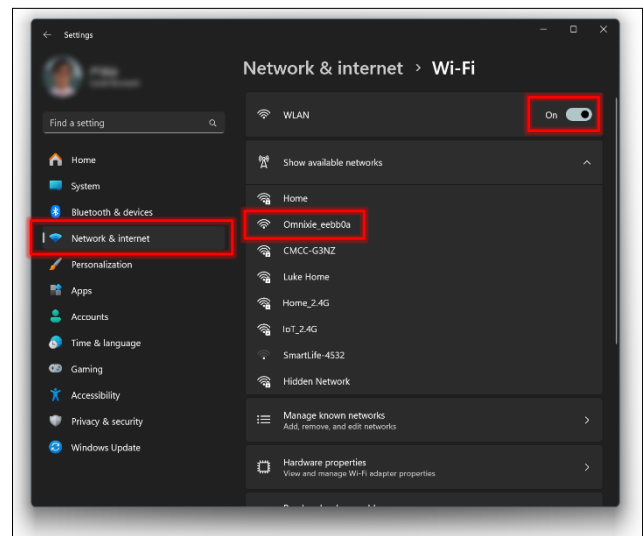 Settings
Network & internet > Wi-Fi
Find a setting
Home
System
Bluetooth & devices
Network & internet
Personalization
Apps
Accounts
Time & language
Gaming
Accessibility
Privacy & security
Windows Update
WLAN
On
Show available networks
Home
Omnixie_eebb0a
CMCC-G3NZ
Luke Home
Home_2.4G
IoT_2.4G
SmartLife-4532
Hidden Network
Manage known networks
Add, remove, and edit networks
Hardware properties
View and manage Wi-Fi adapter properties